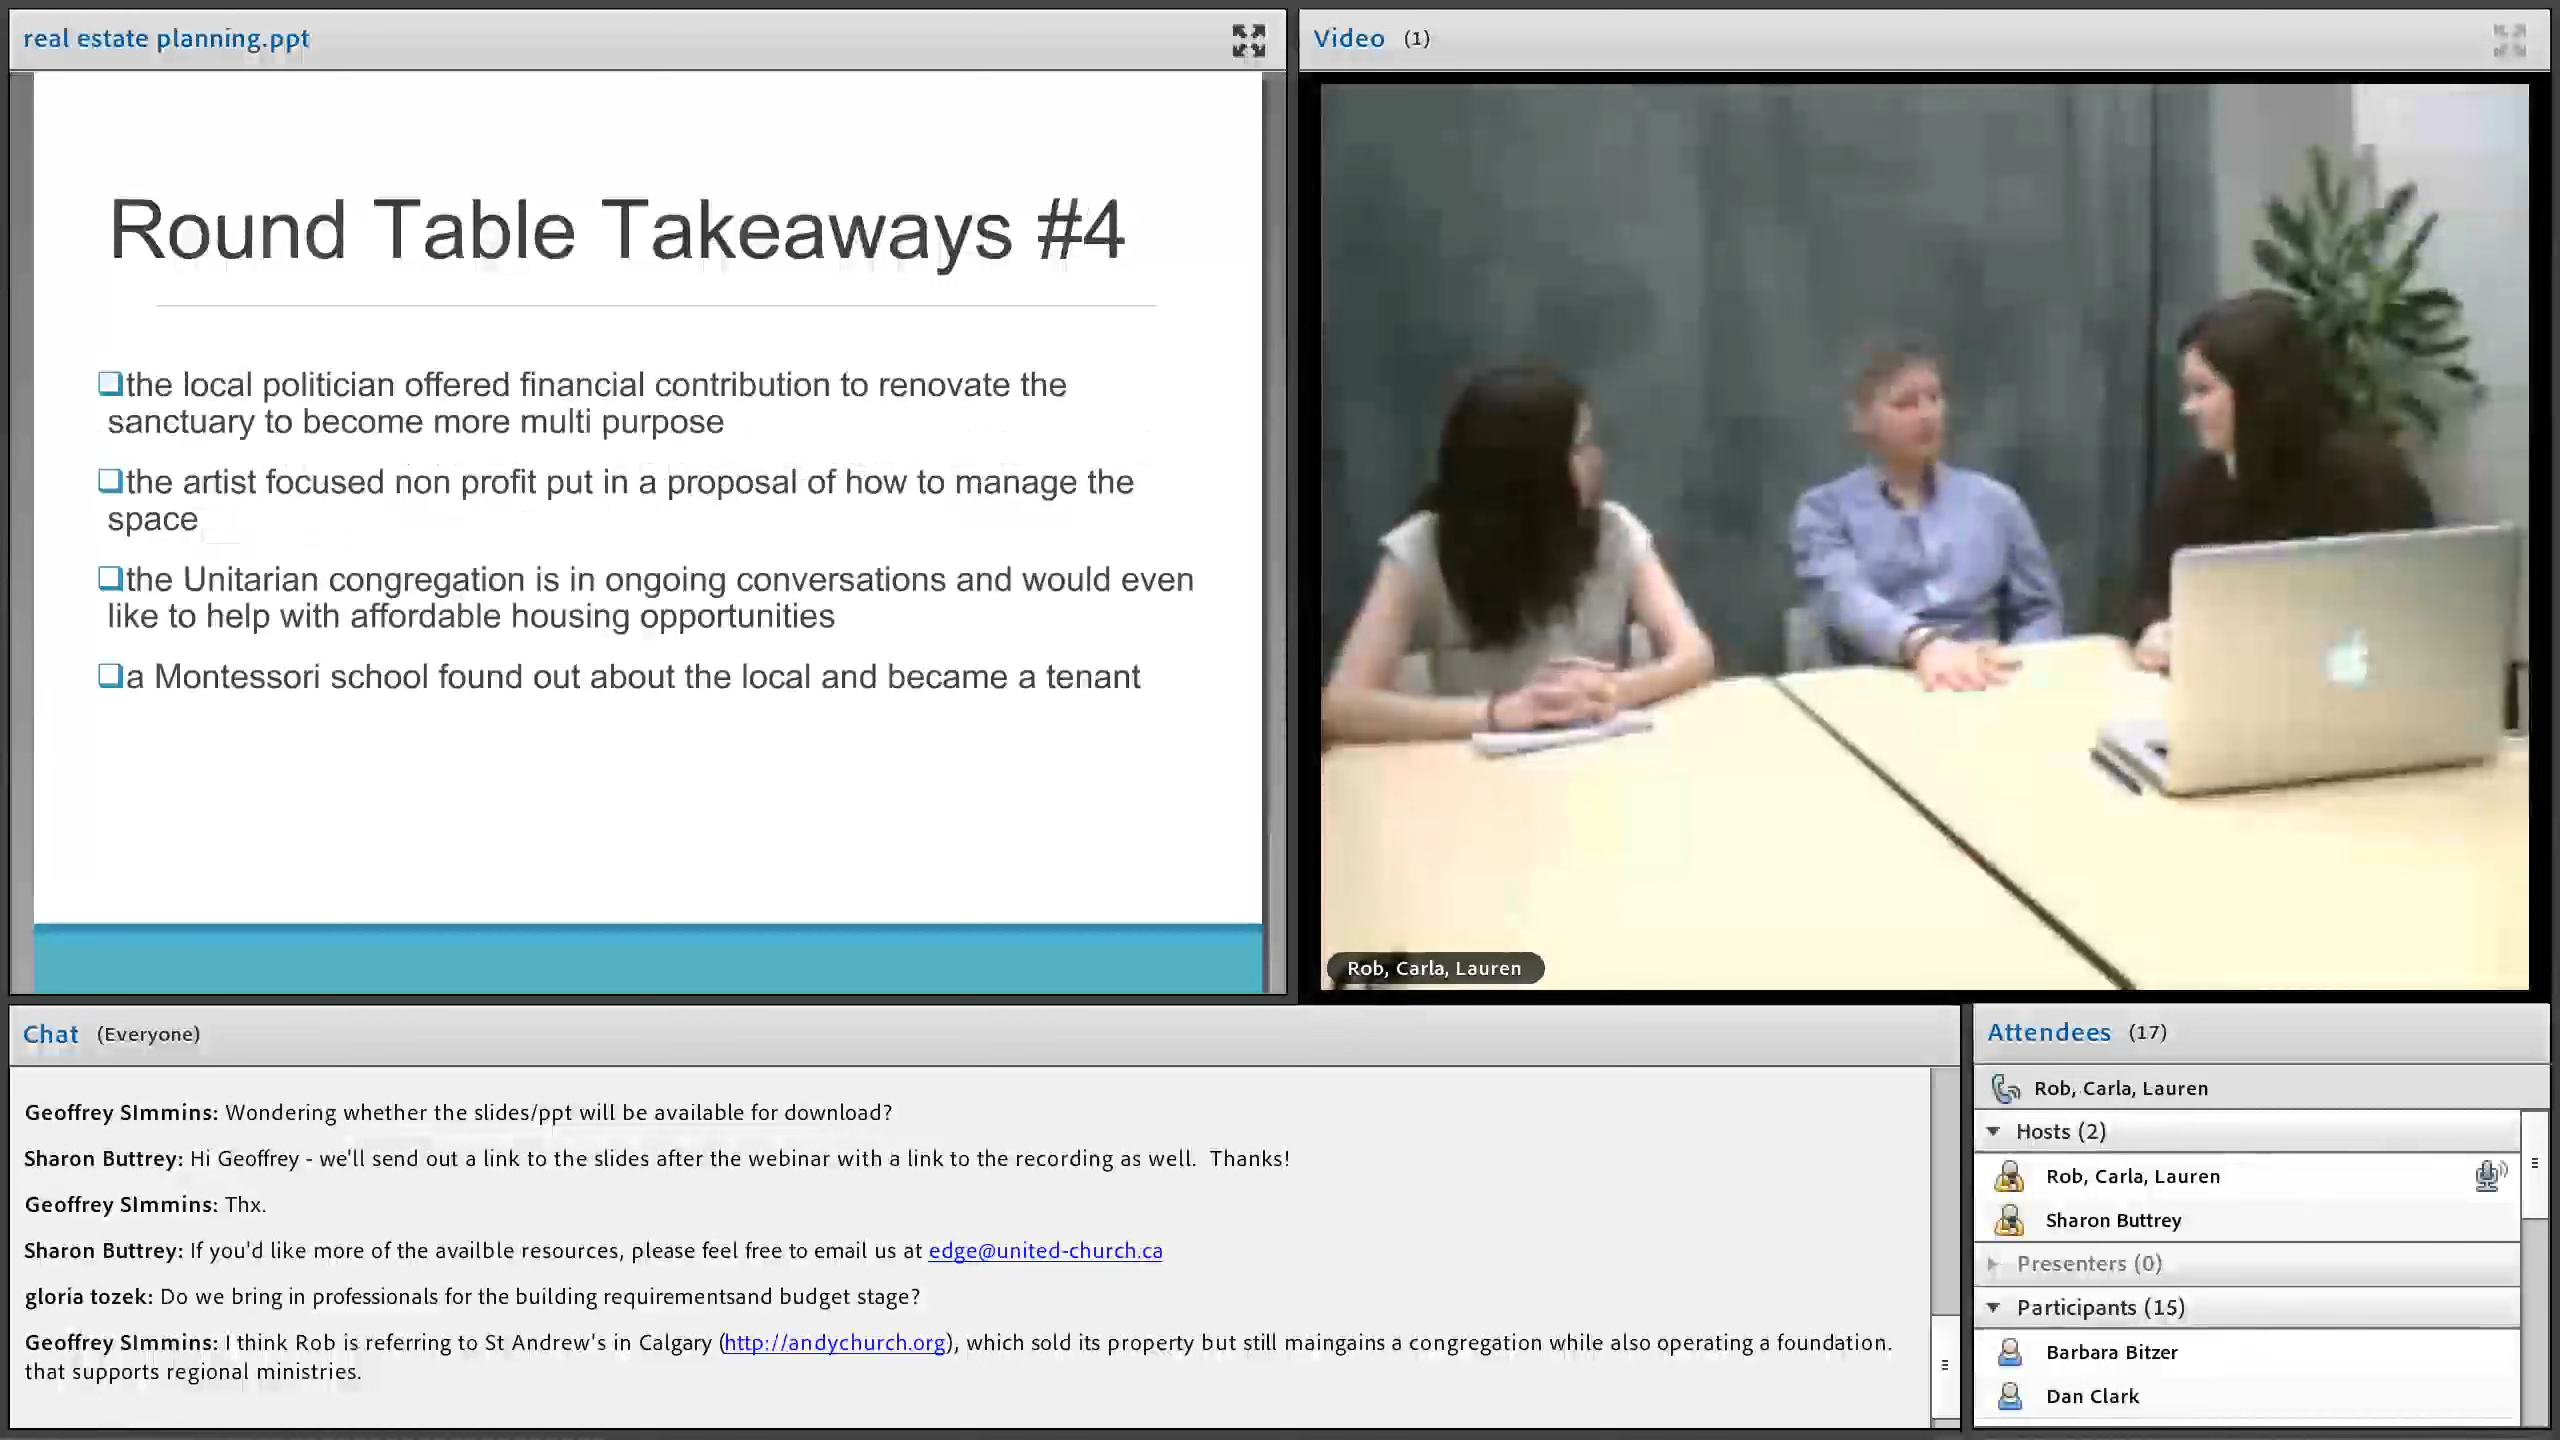 real estate planning.ppt
Round Table Takeaways #4
the local politician offered financial contribution to renovate the
sanctuary to become more multi purpose
the artist focused non profit put in a proposal of how to manage the
space
the Unitarian congregation is in ongoing conversations and would even
like to help with affordable housing opportunities
a Montessori school found out about the local and became a tenant
Video (1)
Rob, Carla, Lauren
Chat (Everyone)
Geoffrey SImmins: Wondering whether the slides/ppt will be available for download?
Sharon Buttrey: Hi Geoffrey - we'll send out a link to the slides after the webinar with a link to the recording as well. Thanks!
Geoffrey SImmins: Thx.
Sharon Buttrey: If you'd like more of the availble resources, please feel free to email us at edge@united-church.ca
gloria tozek: Do we bring in professionals for the building requirementsand budget stage?
Geoffrey SImmins: I think Rob is referring to St Andrew's in Calgary (http://andychurch.org), which sold its property but still maingains a congregation while also operating a foundation.
that supports regional ministries.
Attendees (17)
Rob, Carla, Lauren
Hosts (2)
Rob, Carla, Lauren
Sharon Buttrey
Presenters (0)
Participants (15)
Barbara Bitzer
Dan Clark